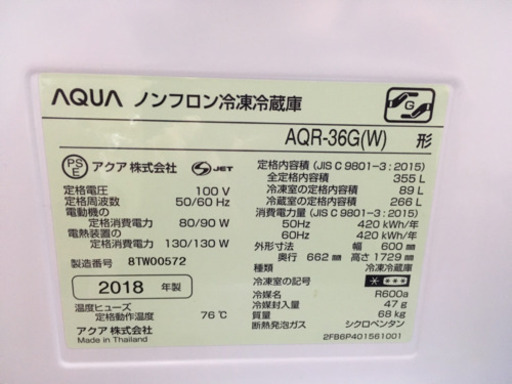 AQUA ノンフロン冷凍冷蔵庫
G
AQR-36G(W) 形
PS E アクア株式会社 S JET
定格電圧 100 V
定格周波数 50/60 Hz
電動機の
定格消費電力 80/90 W
電熱装置の
定格消費電力 130/130 W
製造番号 8TW00572
2018 年製
温度ヒューズ
定格動作温度 76℃
アクア株式会社
Made in Thailand
定格内容積 (JIS C 9801-3 : 2015)
全定格内容積 355 L
冷凍室の定格内容積 89 L
冷蔵室の定格内容積 266 L
消費電力量 (JIS C 9801-3 : 2015)
50Hz 420 kWh/年
60Hz 420 kWh/年
外形寸法 幅 600 mm
奥行 662 mm 高さ 1729 mm
種類 冷凍冷蔵庫
冷凍室の記号
冷媒名 R600a
冷媒封入量 47 g
質量 68 kg
断熱発泡ガス シクロペンタン
2FB6P401561001